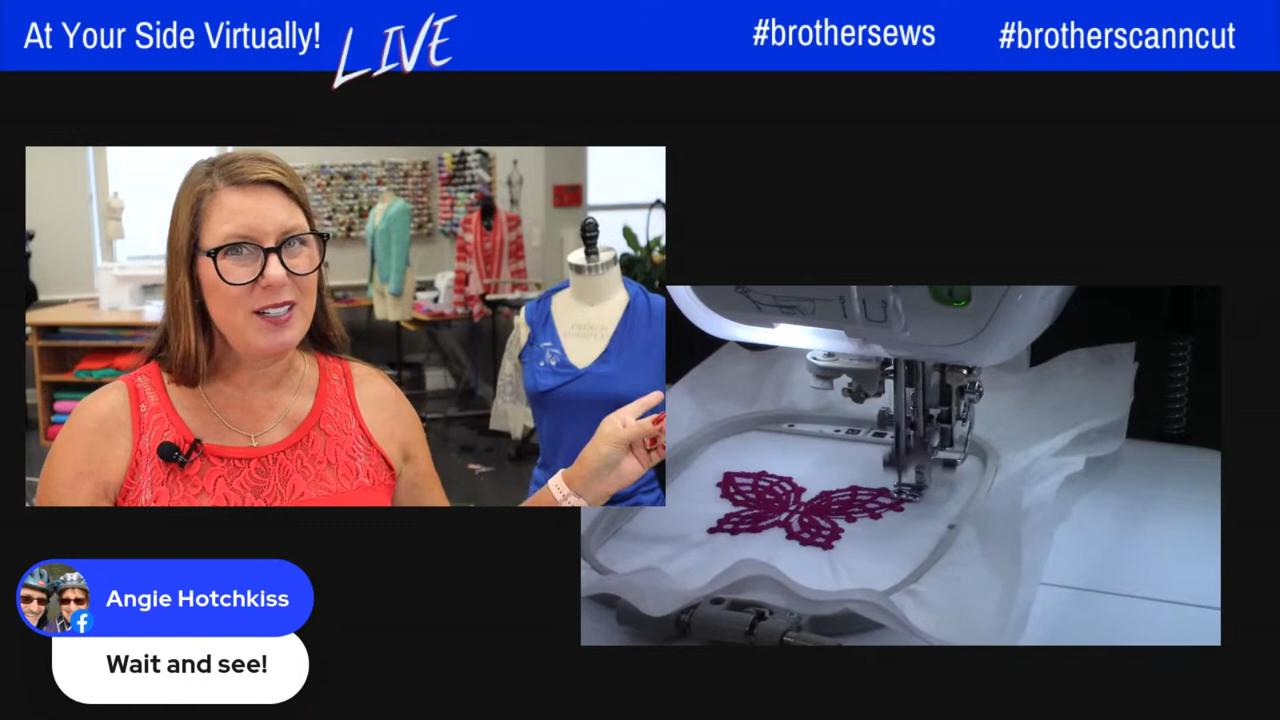 At Your Side Virtually! LIVE
#brothersews
#brotherscanncut
Angie Hotchkiss
Wait and see!